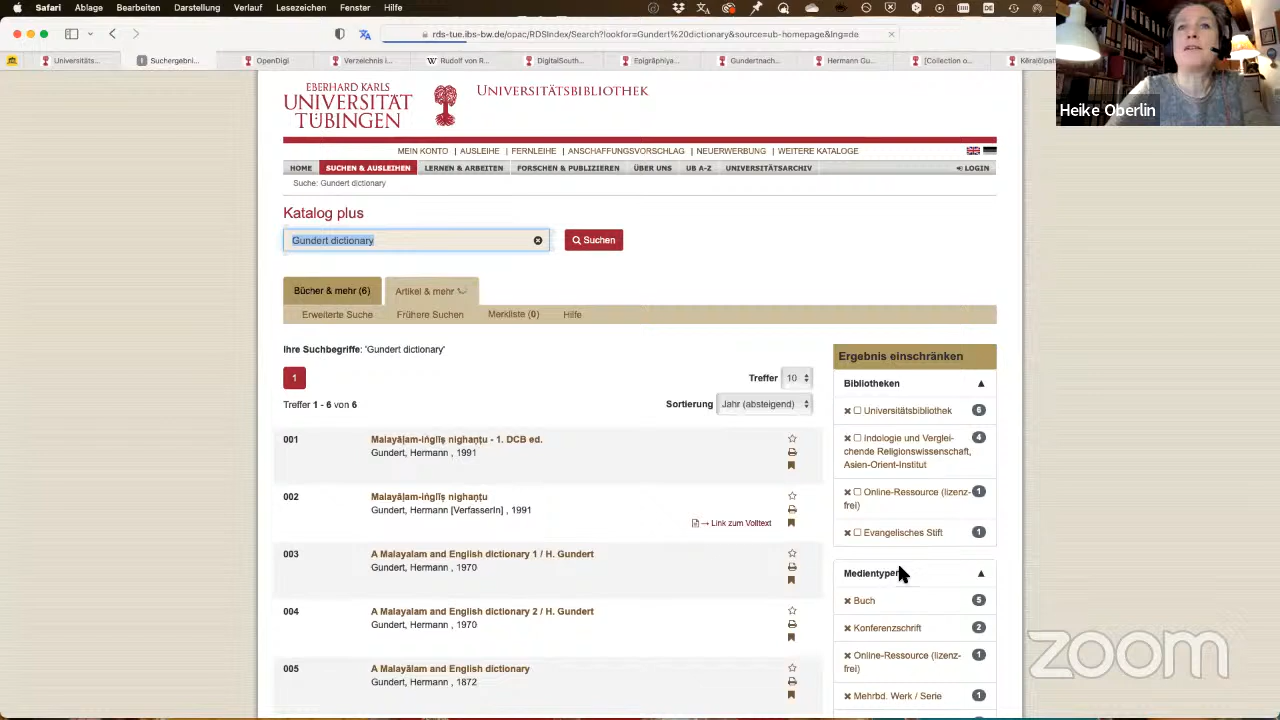 Safari Ablage Bearbeiten Darstellung Verlauf Lesezeichen Fenster Hilfe
rds-tue.ibs-bw.de/opac/RDSIndex/Search?lookfor=Gundert%20dictionary&source=ub-homepage&lng=de
Universitäts... Suchergebni... OpenDigi Verzeichnis i... Rudolf von R... DigitalSouth... Epigräphiya... Gundertnach... Hermann Gu... [Collection o... Kēraḷōlpatt
Heike Oberlin
EBERHARD KARLS
UNIVERSITÄT
TÜBINGEN
UNIVERSITÄTSBIBLIOTHEK
MEIN KONTO | AUSLEIHE | FERNLEIHE | ANSCHAFFUNGSVORSCHLAG | NEUERWERBUNG | WEITERE KATALOGE
HOME SUCHEN & AUSLEIHEN LERNEN & ARBEITEN FORSCHEN & PUBLIZIEREN ÜBER UNS UB A-Z UNIVERSITÄTSARCHIV LOGIN
Suche: Gundert dictionary
Katalog plus
Gundert dictionary Suchen
Bücher & mehr (6) Artikel & mehr
Erweiterte Suche Frühere Suchen Merkliste (0) Hilfe
Ihre Suchbegriffe: 'Gundert dictionary'
1 Treffer 10
Treffer 1 - 6 von 6 Sortierung Jahr (absteigend)
001 Malayāḷam-iṅglīṣ nighaṇṭu - 1. DCB ed.
Gundert, Hermann , 1991
002 Malayāḷam-iṅglīṣ nighaṇṭu
Gundert, Hermann [VerfasserIn] , 1991
→ Link zum Volltext
003 A Malayalam and English dictionary 1 / H. Gundert
Gundert, Hermann , 1970
004 A Malayalam and English dictionary 2 / H. Gundert
Gundert, Hermann , 1970
005 A Malayāḷam and English dictionary
Gundert, Hermann , 1872
Ergebnis einschränken
Bibliotheken
Universitätsbibliothek 6
Indologie und Verglei- 4
chende Religionswissenschaft,
Asien-Orient-Institut
Online-Ressource (lizenz- 1
frei)
Evangelisches Stift 1
Medientypen
Buch 5
Konferenzschrift 2
Online-Ressource (lizenz- 1
frei)
Mehrbd. Werk / Serie 1
zoom